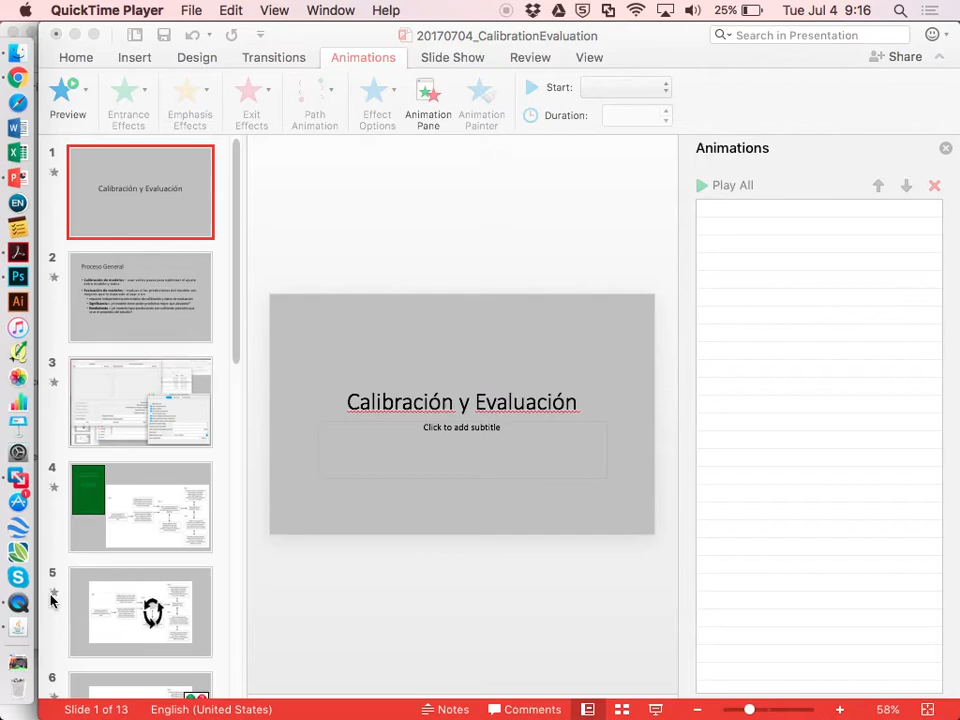 QuickTime Player File Edit View Window Help 25% Tue Jul 4 9:16
20170704_CalibrationEvaluation
Search in Presentation
Home Insert Design Transitions Animations Slide Show Review View
Share
Preview
Entrance Effects
Emphasis Effects
Exit Effects
Path Animation
Effect Options
Animation Pane
Animation Painter
Start:
Duration:
Animations
Play All
1
Calibración y Evaluación
2
Proceso General
3
4
5
6
EN
Calibración y Evaluación
Click to add subtitle
Slide 1 of 13 English (United States) Notes Comments 58%